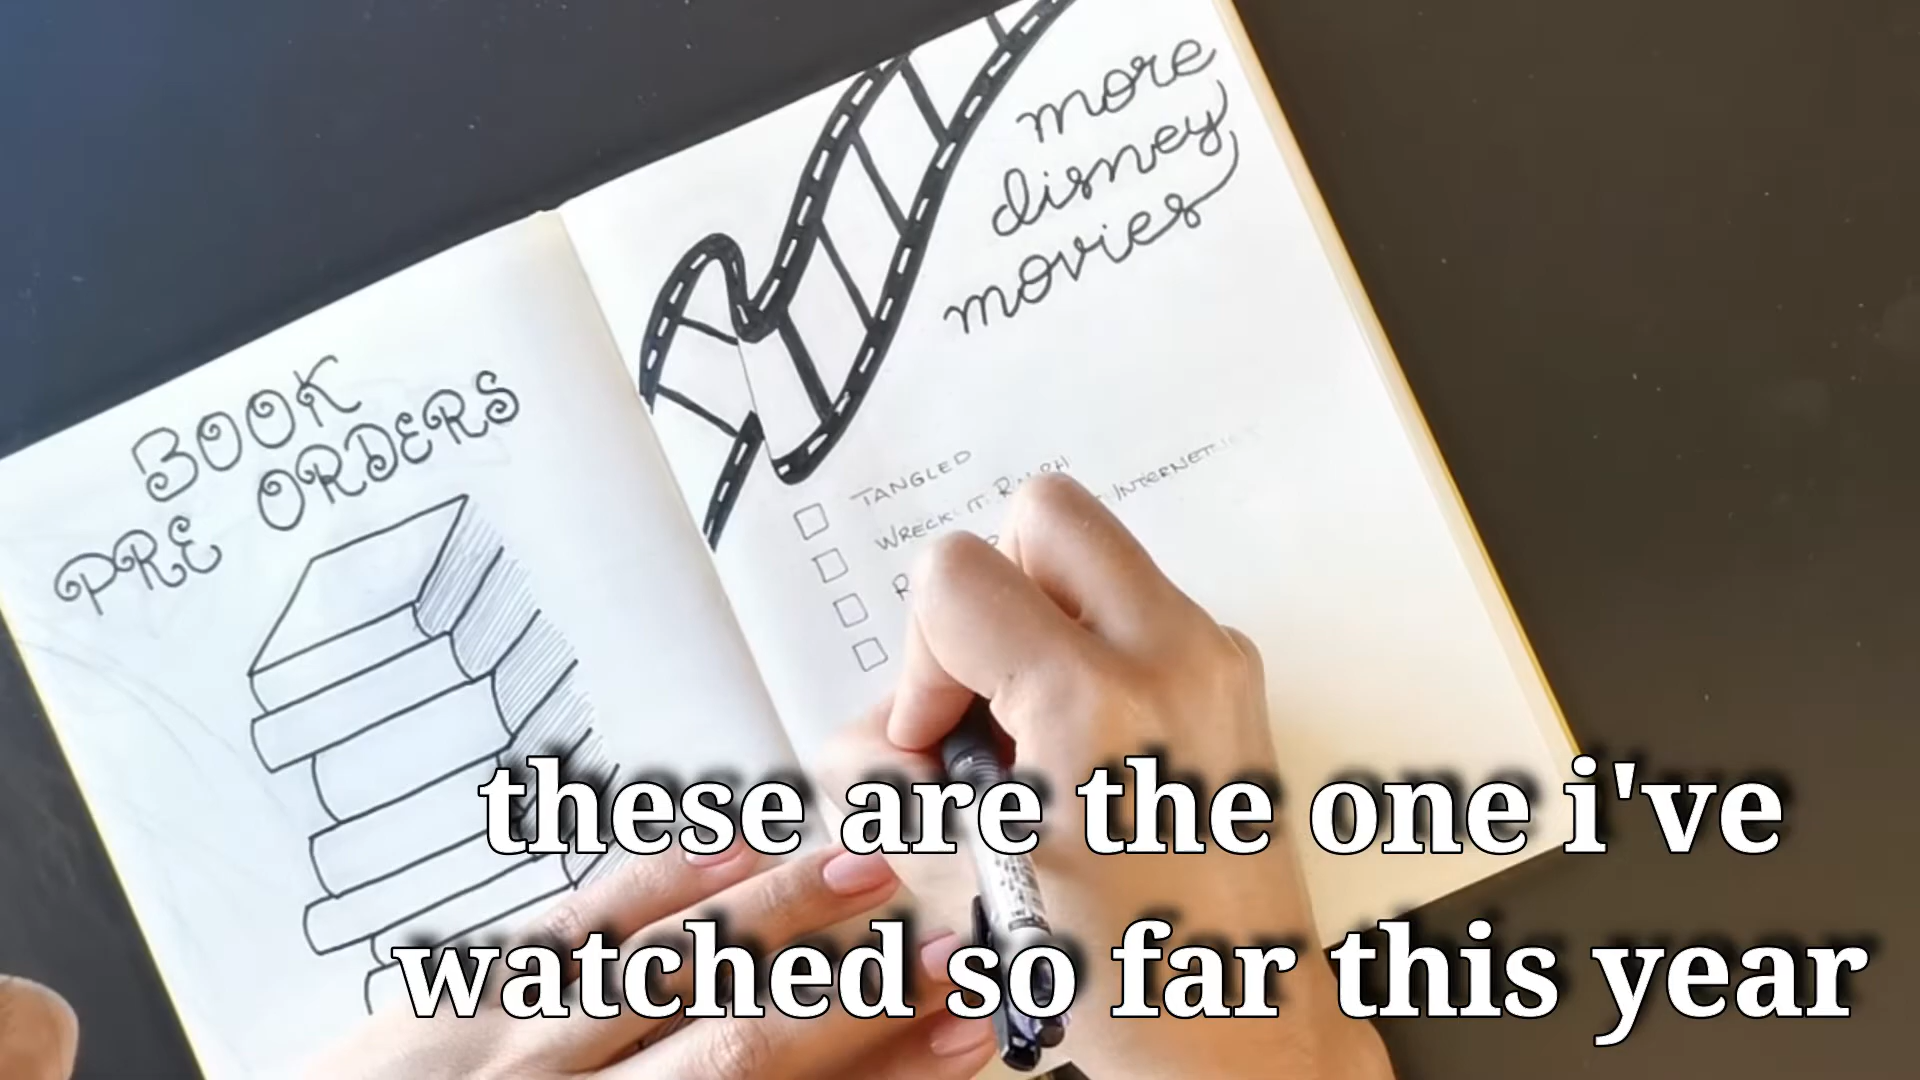 BOOK
PRE ORDERS
more
disney
movies
TANGLED
WRECK IT RALPH
INTERNET
these are the one i've
watched so far this year